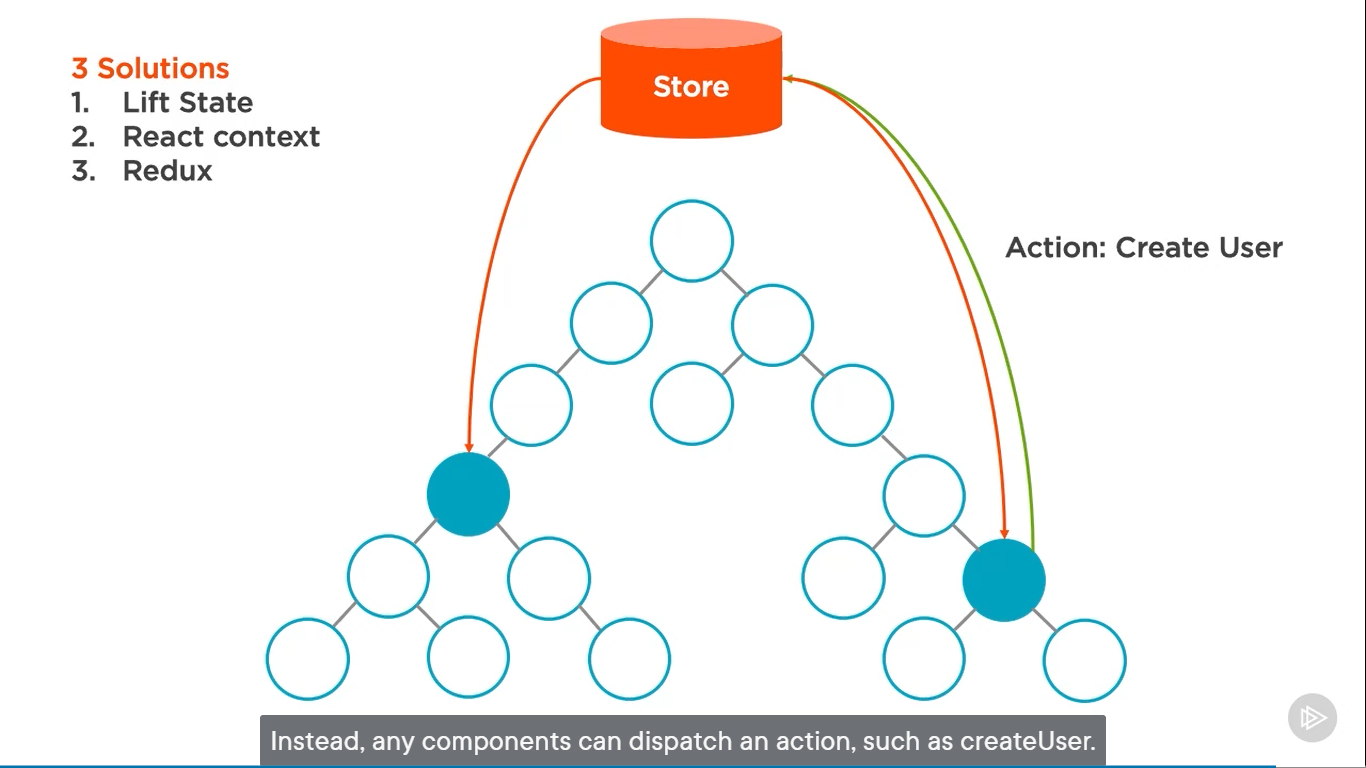 3 Solutions
1. Lift State
2. React context
3. Redux
Store
Action: Create User
Instead, any components can dispatch an action, such as createUser.